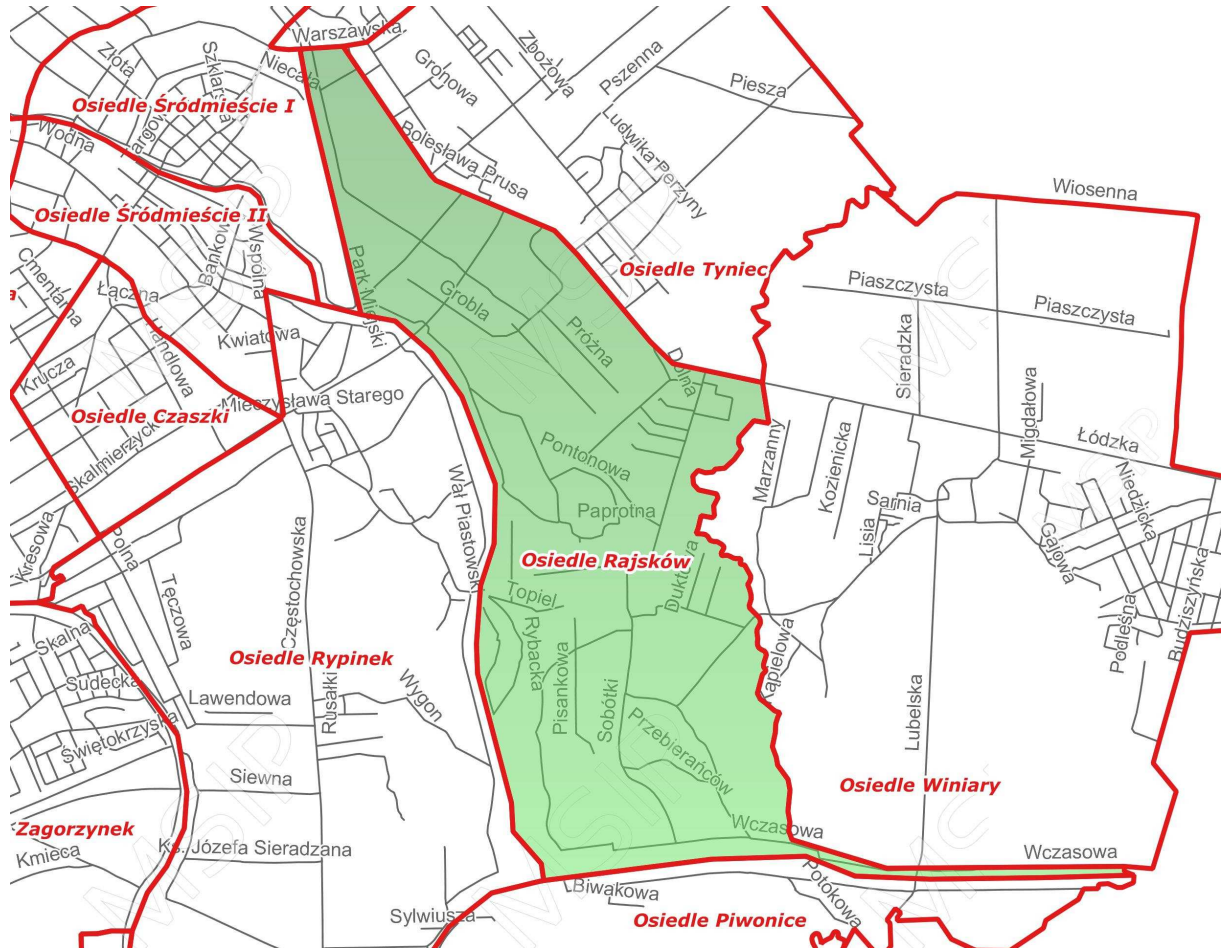 Warszawska
Złota
Szklarska
Niecała
Gronowa
Zbożowa
Pszenna
Piesza
Osiedle Śródmieście I
Wodna
Bolesława Prusa
Ludwika Perzyny
Wiosenna
Osiedle Śródmieście II
Wspólna
Park Miejski
Osiedle Tyniec
Cmentarna
Łączna
Handlowa
Kwiatowa
Grobla
Próżna
Dolna
Piaszczysta
Piaszczysta
Sieradzka
Krucza
Mieczysława Starego
Osiedle Czaszki
Migdałowa
Łódzka
Pontonowa
Marzanny
Kozienicka
Wał Piastowski
Niedzicka
Paprotna
Sarnia
Lisia
Gajowa
Kresowa
Polna
Tęczowa
Częstochowska
Osiedle Rajsków
Topiel
Rybacka
Pisankowa
Sobótki
Kąpielowa
Podleśna
Budziszyńska
Skalna
Osiedle Rypinek
Sudecka
Lawendowa
Rusałki
Wygon
Przebierańców
Lubelska
Świętokrzyska
Siewna
Osiedle Winiary
Zagorzynek
Kmieca
Ks. Józefa Sieradzana
Wczasowa
Wczasowa
Biwakowa
Potokowa
Sylwiusza
Osiedle Piwonice
MSIP